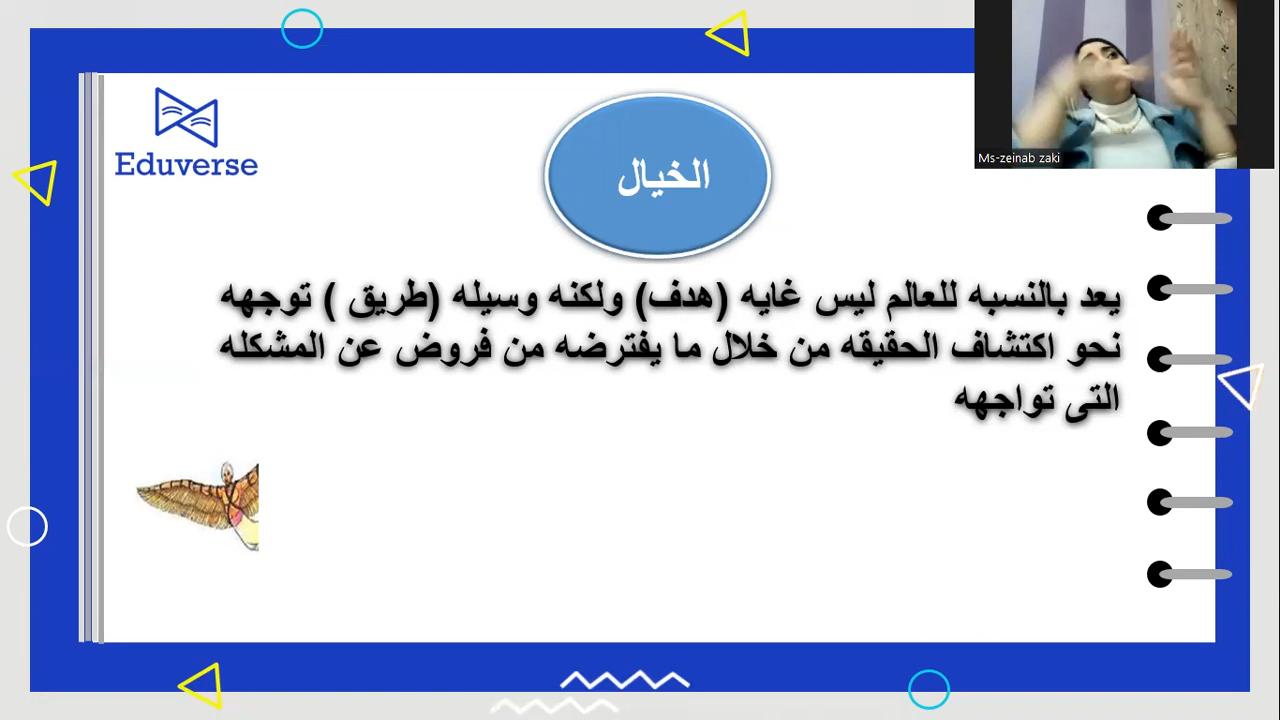 Eduverse
الخيال
Ms-zeinab zaki
يعد بالنسبه للعالم ليس غايه (هدف) ولكنه وسيله (طريق ) توجهه
نحو اكتشاف الحقيقه من خلال ما يفترضه من فروض عن المشكله
التى تواجهه